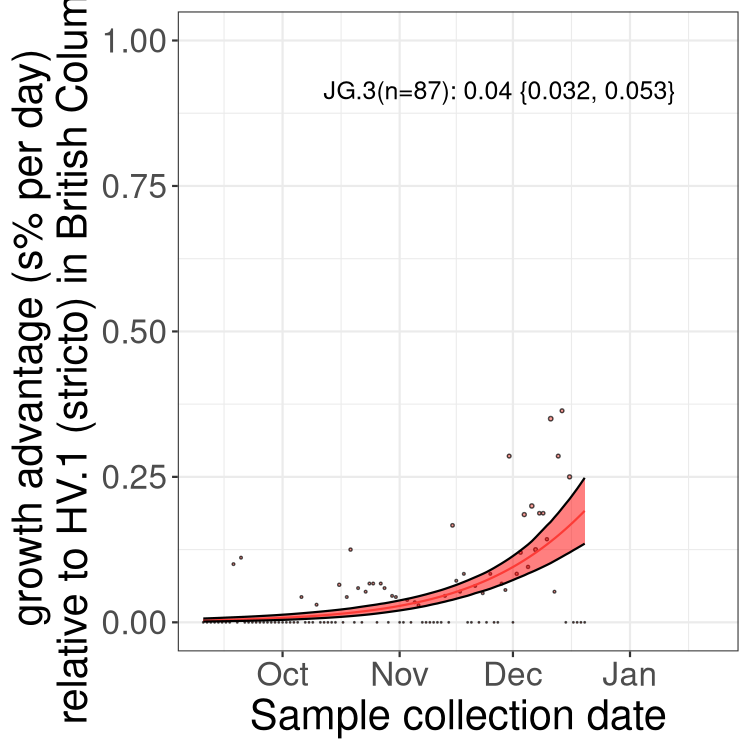 growth advantage (s% per day)
relative to HV.1 (stricto) in British Colum
1.00
0.75
0.50
0.25
0.00
JG.3(n=87): 0.04 {0.032, 0.053}
Oct Nov Dec Jan
Sample collection date